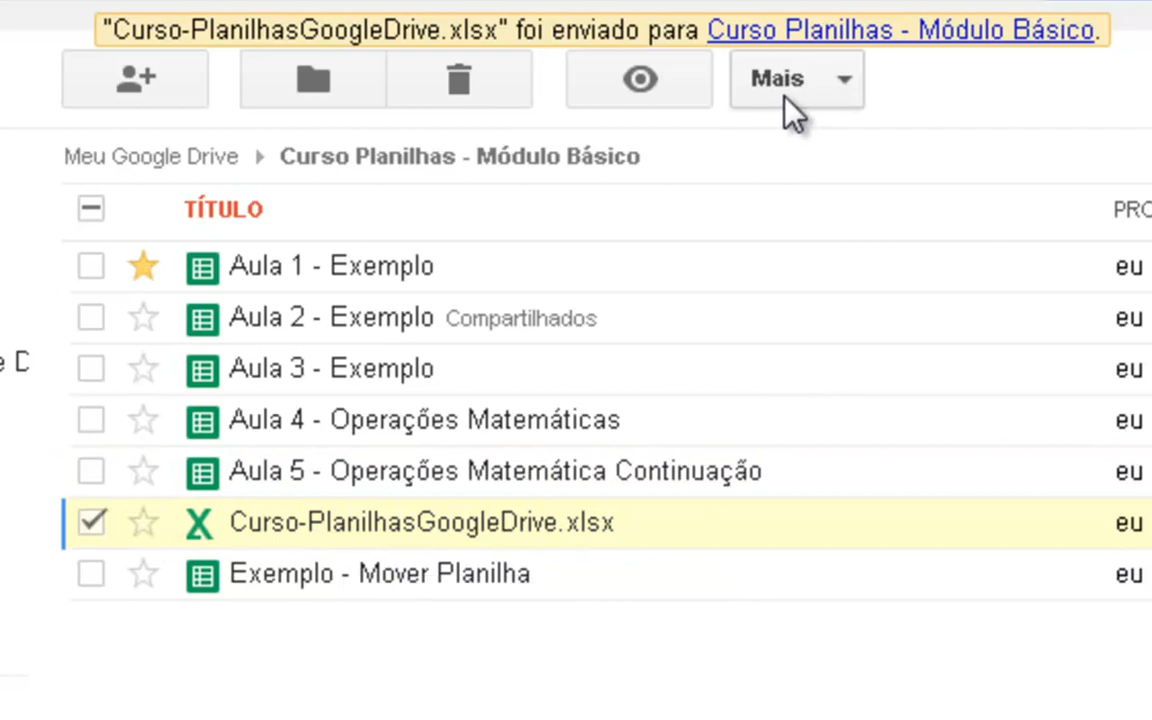 "Curso-PlanilhasGoogleDrive.xlsx" foi enviado para Curso Planilhas - Módulo Básico.
Mais
Meu Google Drive Curso Planilhas - Módulo Básico
TÍTULO PRO
Aula 1 - Exemplo eu
Aula 2 - Exemplo Compartilhados eu
e D
Aula 3 - Exemplo eu
Aula 4 - Operações Matemáticas eu
Aula 5 - Operações Matemática Continuação eu
Curso-PlanilhasGoogleDrive.xlsx eu
Exemplo - Mover Planilha eu